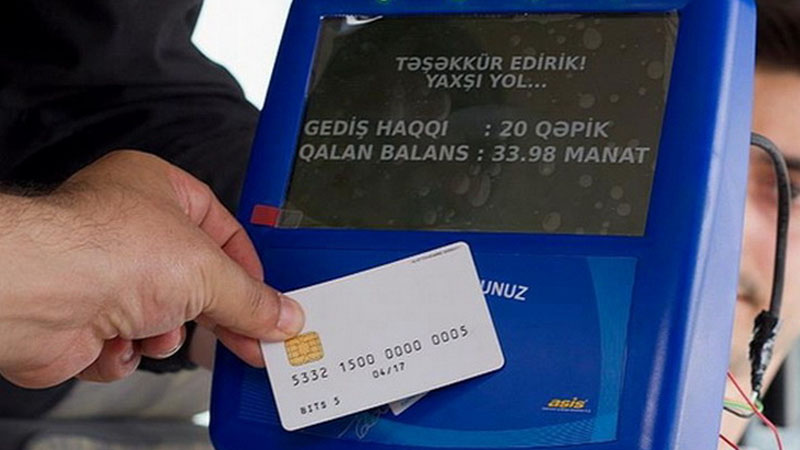 TƏŞƏKKÜR EDİRİK!
YAXŞI YOL...
GEDİŞ HAQQI : 20 QƏPİK
QALAN BALANS : 33.98 MANAT
UNUZ
5332 1500 0000 0005
04/17
BITS 5
asis